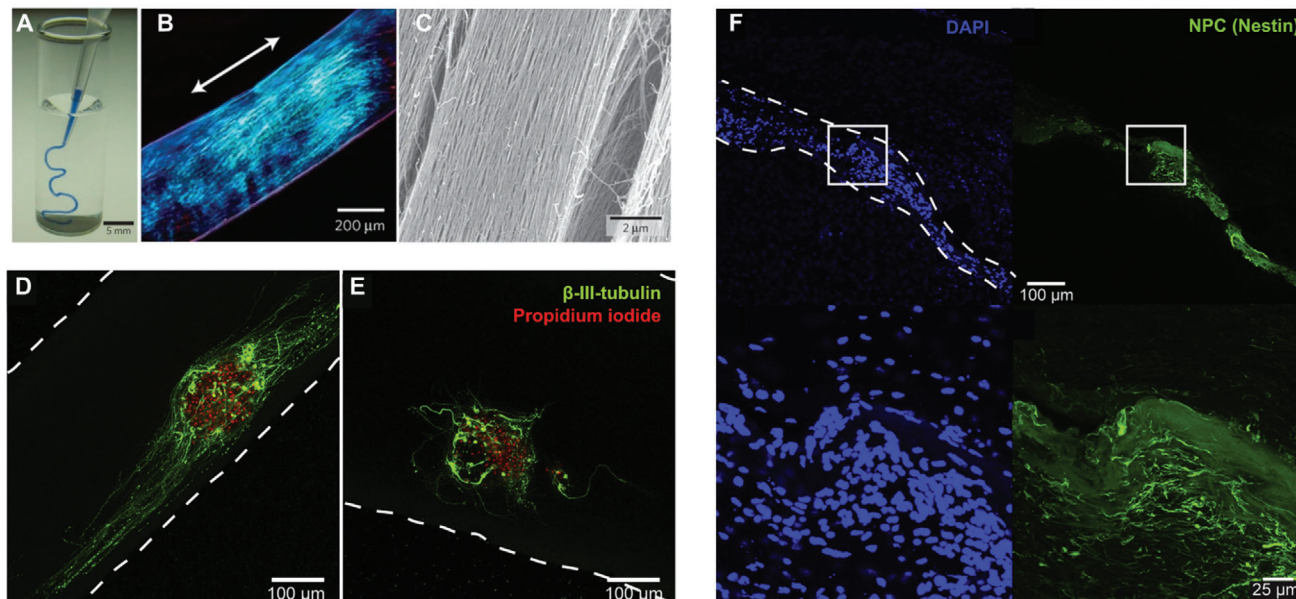 A
5 mm
B
200 µm
C
2 µm
D
100 µm
E
β-III-tubulin
Propidium iodide
100 µm
F
DAPI
NPC (Nestin)
100 µm
25 µm